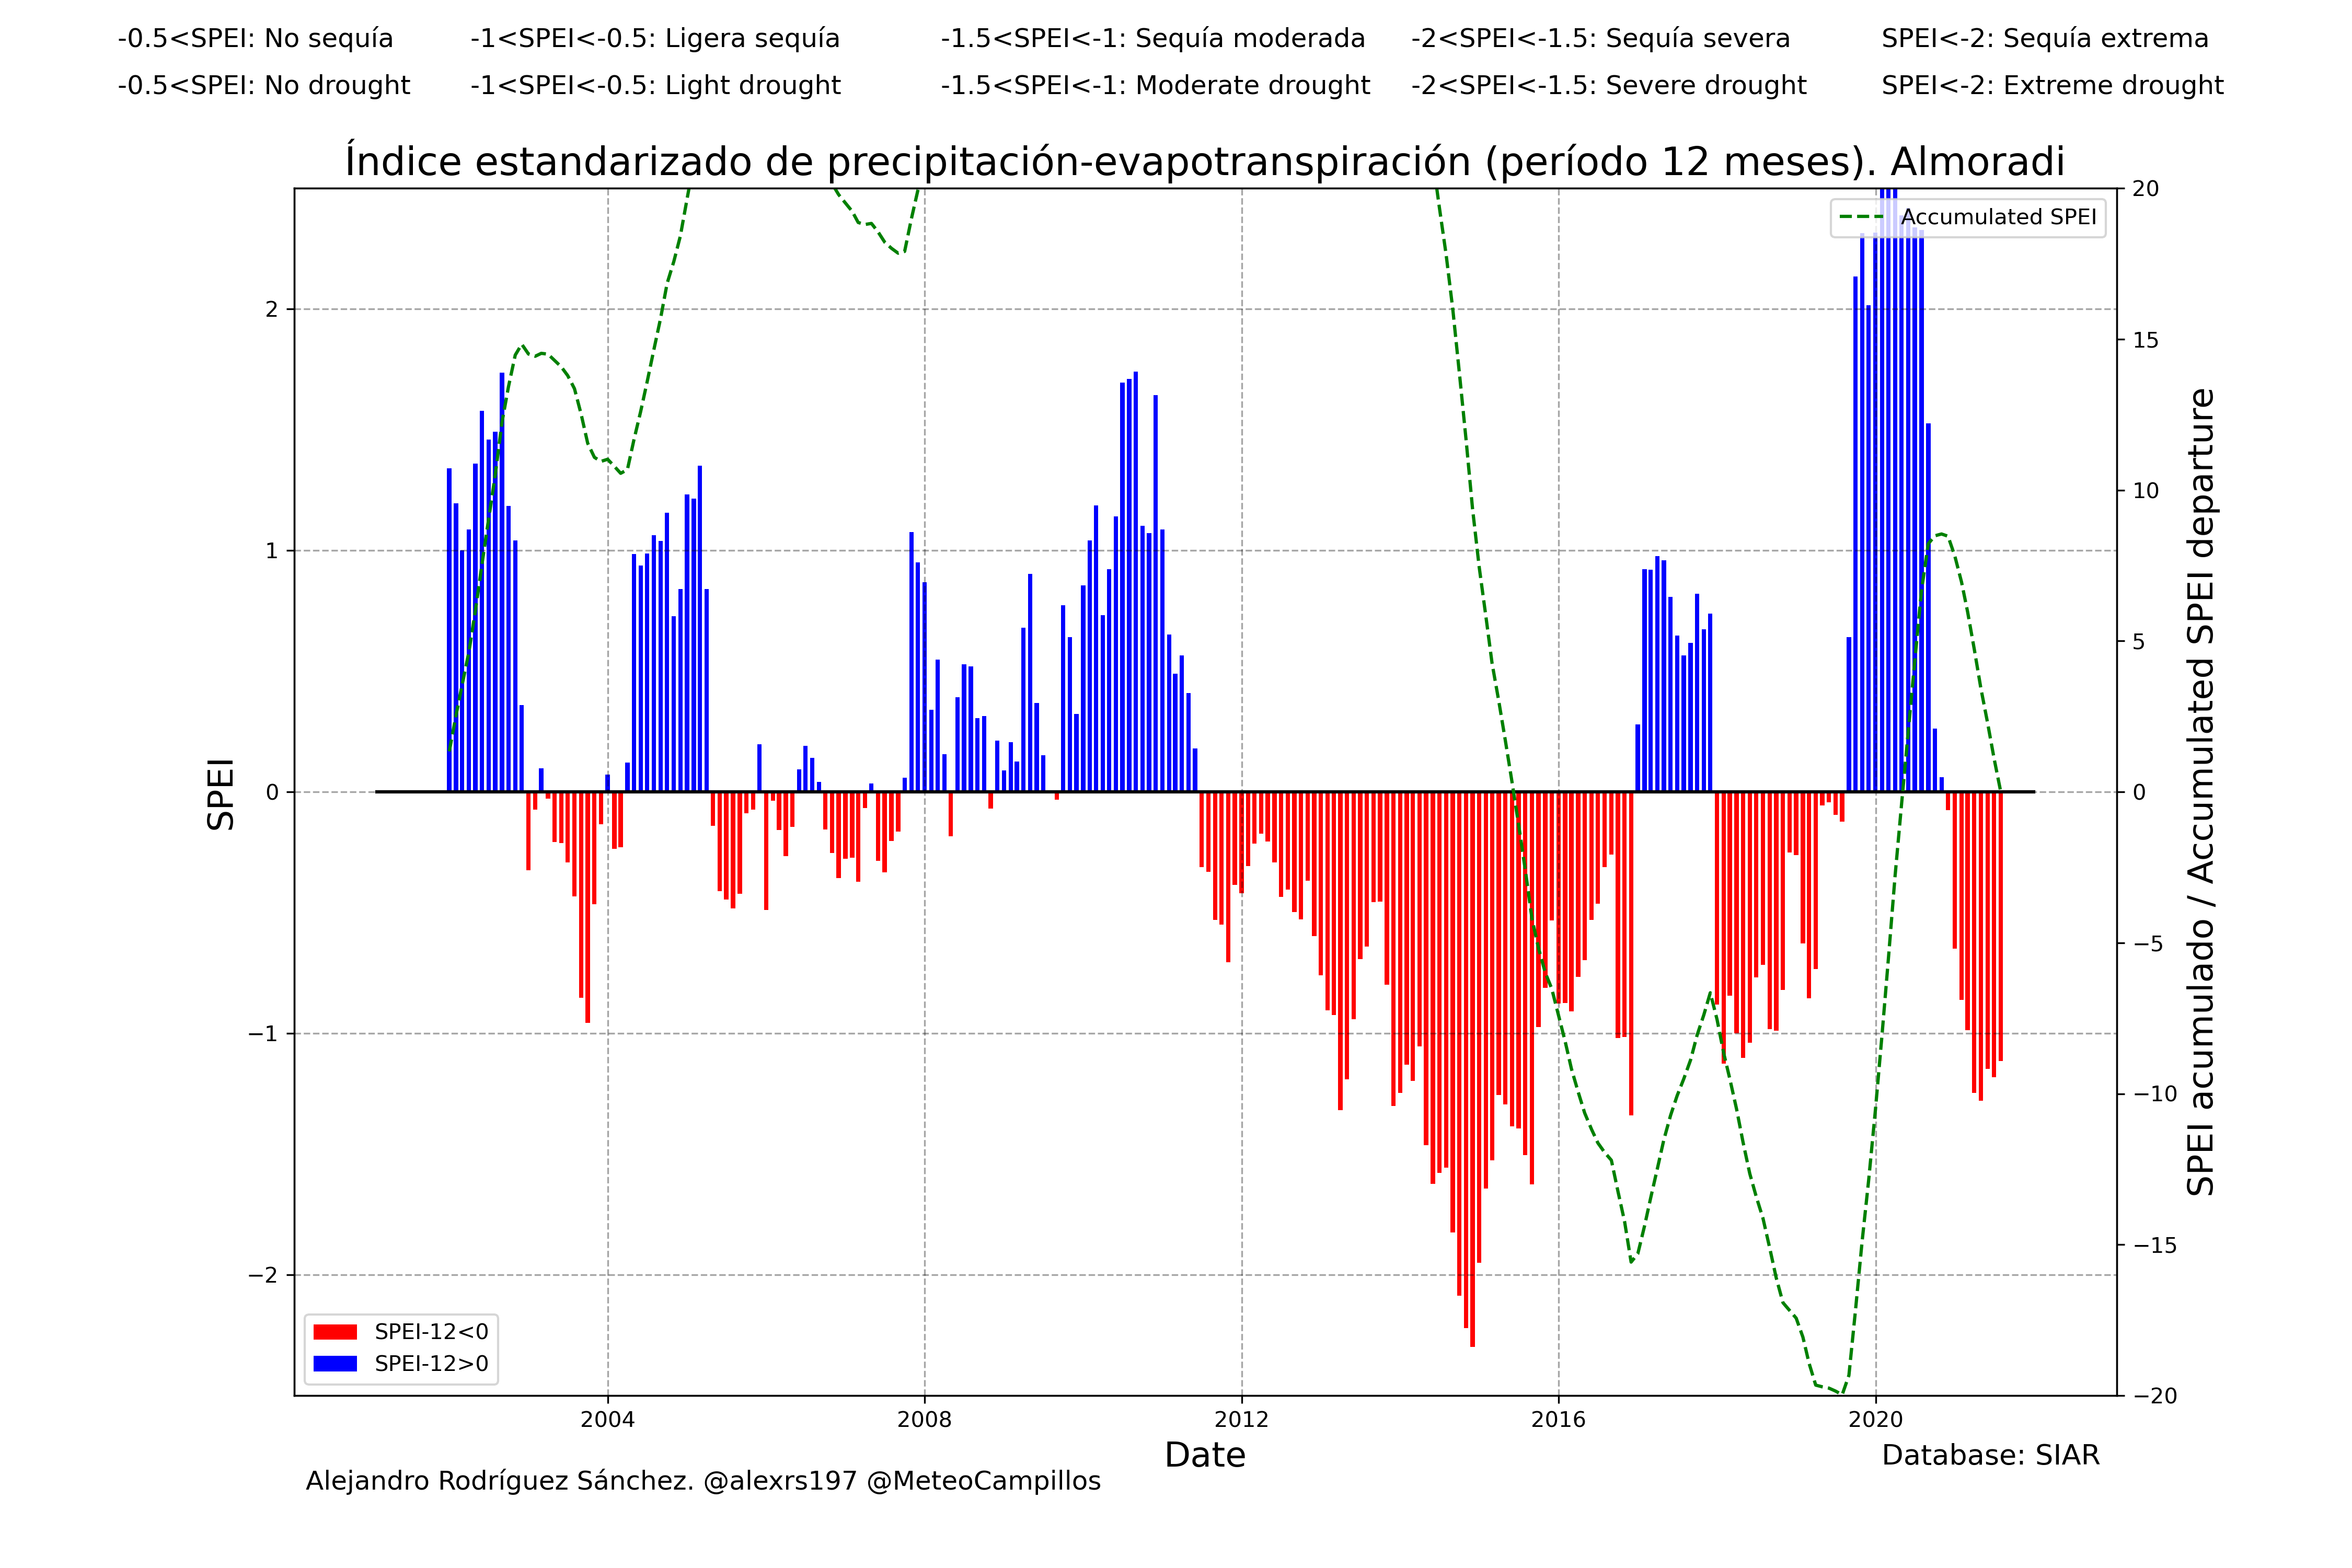 -0.5<SPEI: No sequía -1<SPEI<-0.5: Ligera sequía -1.5<SPEI<-1: Sequía moderada -2<SPEI<-1.5: Sequía severa SPEI<-2: Sequía extrema
-0.5<SPEI: No drought -1<SPEI<-0.5: Light drought -1.5<SPEI<-1: Moderate drought -2<SPEI<-1.5: Severe drought SPEI<-2: Extreme drought
Índice estandarizado de precipitación-evapotranspiración (período 12 meses). Almoradi
Accumulated SPEI
SPEI
2
1
0
−1
−2
20
15
10
5
0
−5
−10
−15
−20
SPEI acumulado / Accumulated SPEI departure
SPEI-12<0
SPEI-12>0
2004 2008 2012 2016 2020
Date
Database: SIAR
Alejandro Rodríguez Sánchez. @alexrs197 @MeteoCampillos